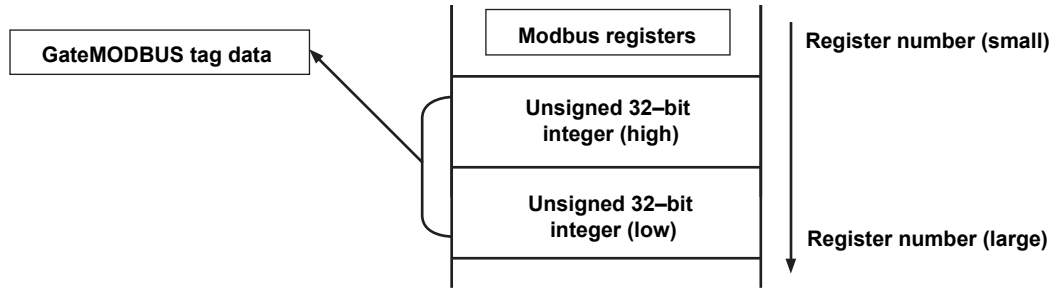 Modbus registers
GateMODBUS tag data
Register number (small)
Unsigned 32–bit
integer (high)
Unsigned 32–bit
integer (low)
Register number (large)